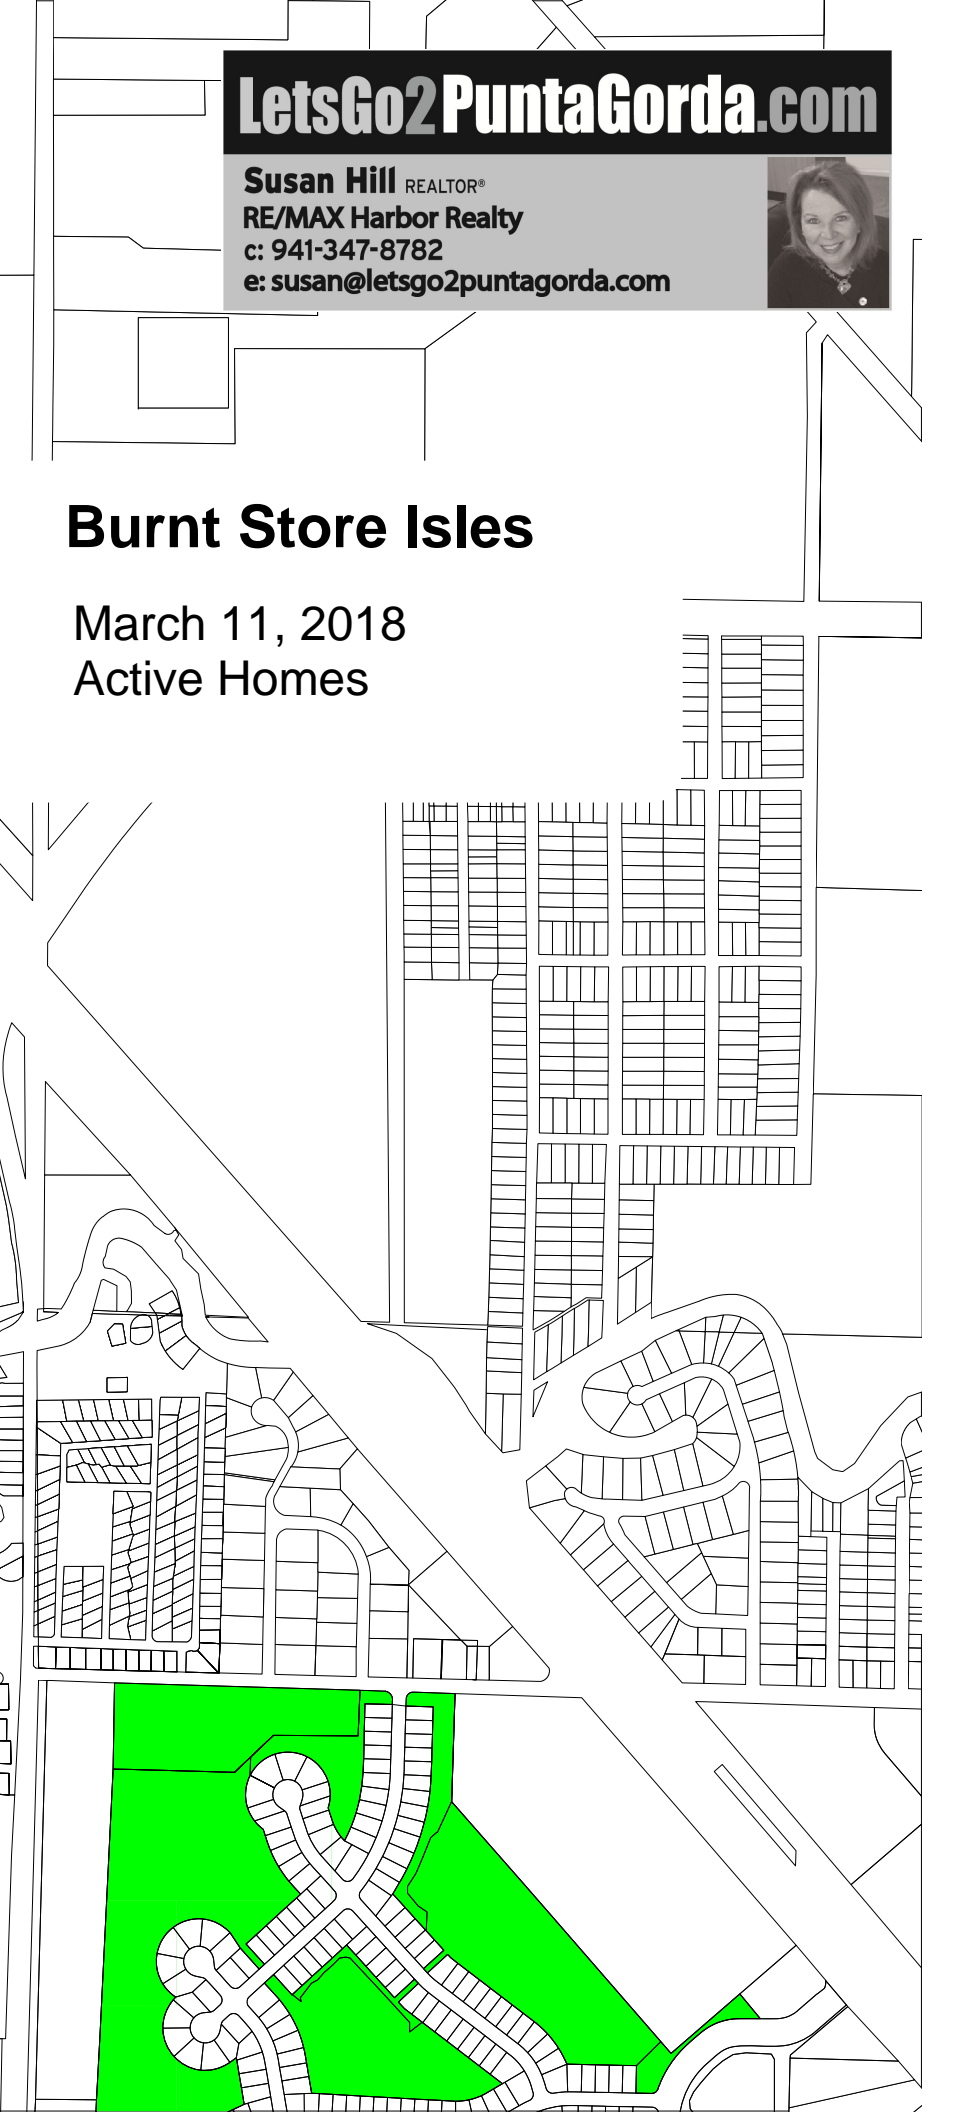 LetsGo2PuntaGorda.com
Susan Hill REALTOR®
RE/MAX Harbor Realty
c: 941-347-8782
e: susan@letsgo2puntagorda.com
Burnt Store Isles
March 11, 2018
Active Homes